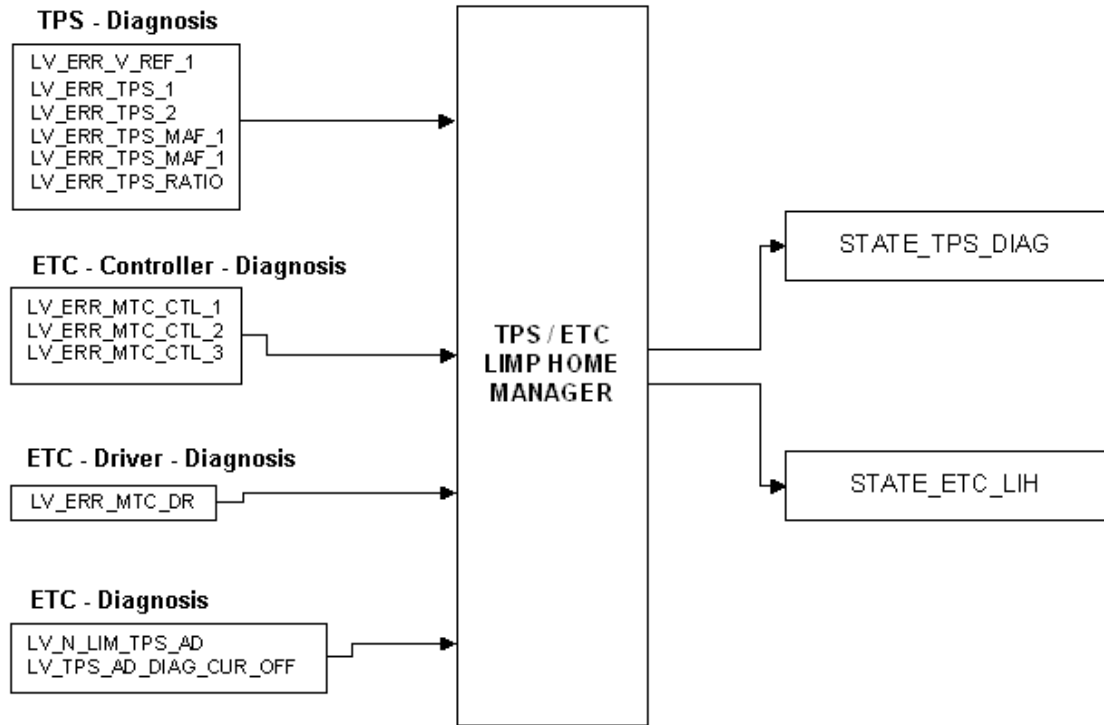 TPS - Diagnosis
LV_ERR_V_REF_1
LV_ERR_TPS_1
LV_ERR_TPS_2
LV_ERR_TPS_MAF_1
LV_ERR_TPS_MAF_1
LV_ERR_TPS_RATIO
ETC - Controller - Diagnosis
LV_ERR_MTC_CTL_1
LV_ERR_MTC_CTL_2
LV_ERR_MTC_CTL_3
ETC - Driver - Diagnosis
LV_ERR_MTC_DR
ETC - Diagnosis
LV_N_LIM_TPS_AD
LV_TPS_AD_DIAG_CUR_OFF
TPS / ETC
LIMP HOME
MANAGER
STATE_TPS_DIAG
STATE_ETC_LIH